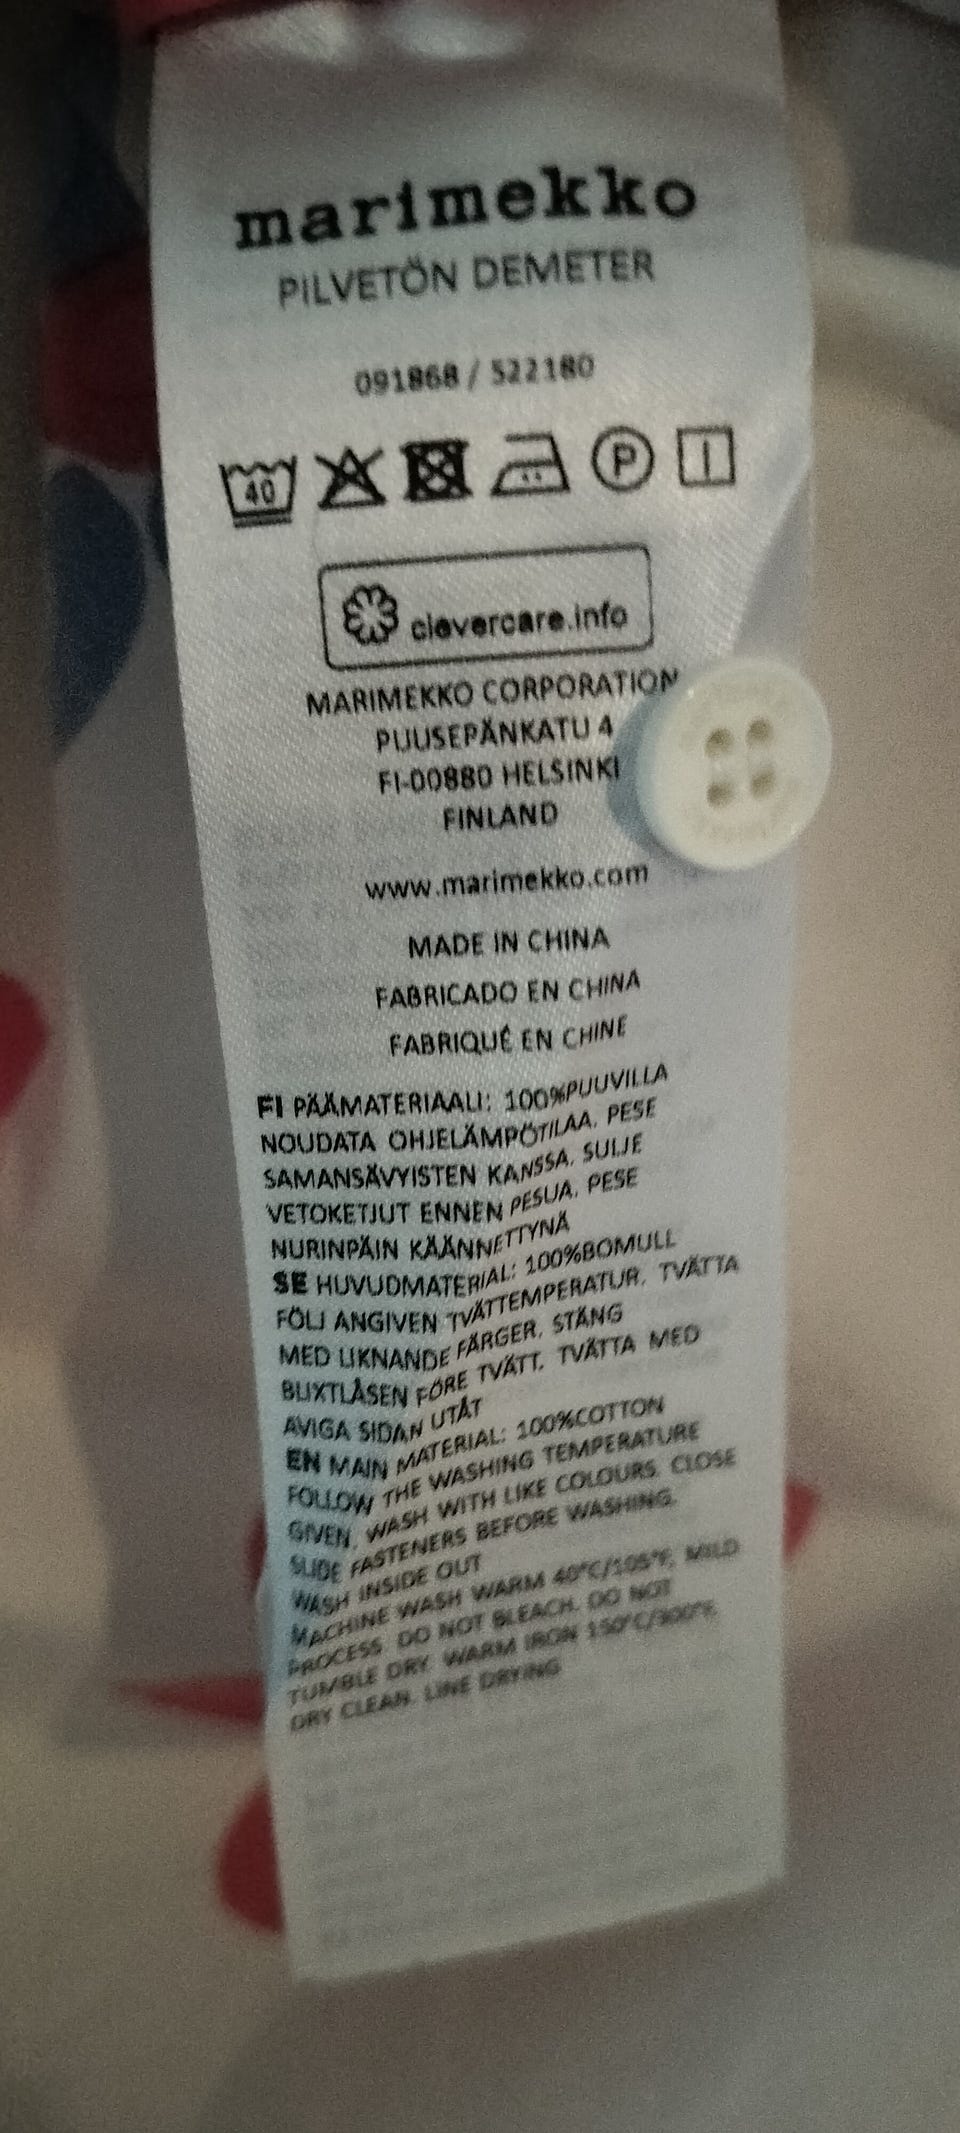 marimekko
PILVETÖN DEMETER
091868 / 522180
40
P
clevercare.info
MARIMEKKO CORPORATION
PUUSEPÄNKATU 4
FI-00880 HELSINKI
FINLAND
www.marimekko.com
MADE IN CHINA
FABRICADO EN CHINA
FABRIQUÉ EN CHINE
FI PÄÄMATERIAALI: 100%PUUVILLA
NOUDATA OHJELÄMPÖTILAA. PESE
SAMANSÄVYISTEN KANSSA. SULJE
VETOKETJUT ENNEN PESUA. PESE
NURINPÄIN KÄÄNNETTYNÄ
SE HUVUDMATERIAL: 100%BOMULL
FÖLJ ANGIVEN TVÄTTEMPERATUR. TVÄTTA
MED LIKNANDE FÄRGER. STÄNG
BLIXTLÅSEN FÖRE TVÄTT. TVÄTTA MED
AVIGA SIDAN UTÅT
EN MAIN MATERIAL: 100%COTTON
FOLLOW THE WASHING TEMPERATURE
GIVEN. WASH WITH LIKE COLOURS. CLOSE
SLIDE FASTENERS BEFORE WASHING.
WASH INSIDE OUT
MACHINE WASH WARM 40°C/105°F, MILD
PROCESS. DO NOT BLEACH. DO NOT
TUMBLE DRY. WARM IRON 150°C/300°F.
DRY CLEAN. LINE DRYING